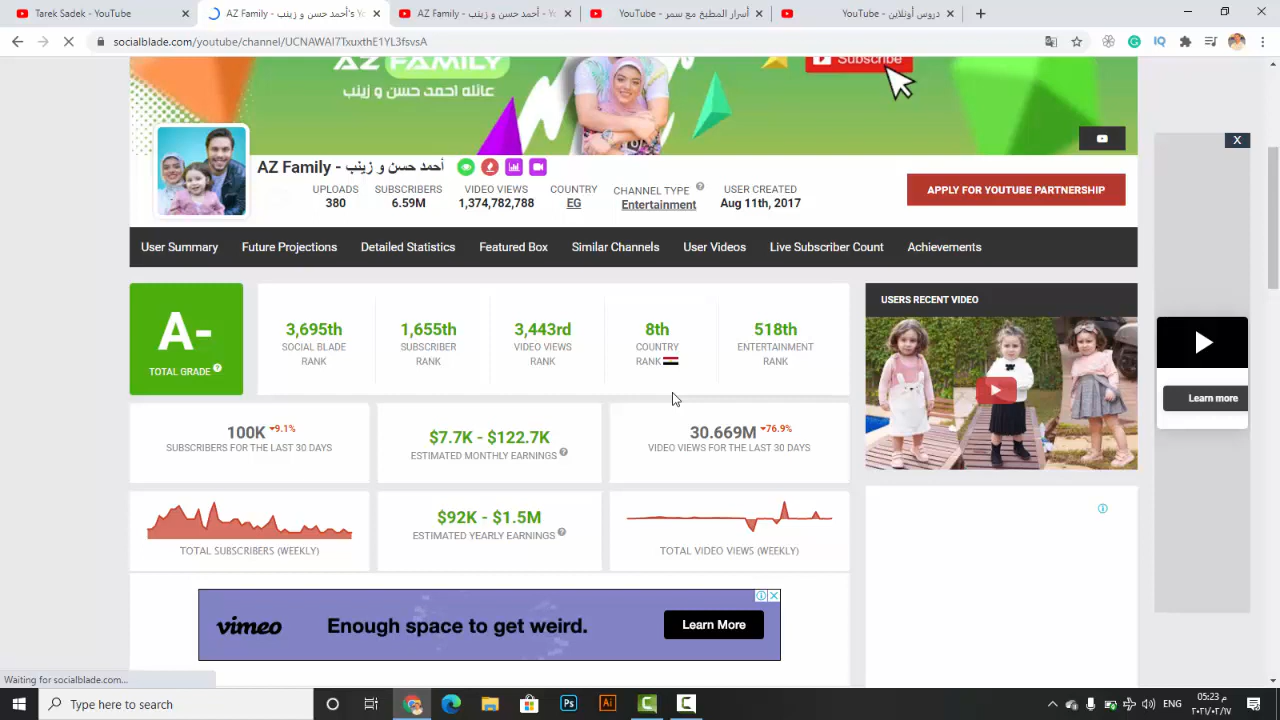 Tarek Sadek - YouTube
AZ Family - أحمد حسن و زينب's Yo
AZ Family - أحمد حسن و زينب - Yo
أسرار المطبخ مع سمر - YouTube
دروس أونلاين - YouTube
socialblade.com/youtube/channel/UCNAWAI7TxuxthE1YL3fsvsA
AZ FAMILY
عائله احمد حسن و زينب
Subscribe
X
AZ Family - أحمد حسن و زينب
UPLOADS
380
SUBSCRIBERS
6.59M
VIDEO VIEWS
1,374,782,788
COUNTRY
EG
CHANNEL TYPE
Entertainment
USER CREATED
Aug 11th, 2017
APPLY FOR YOUTUBE PARTNERSHIP
User Summary
Future Projections
Detailed Statistics
Featured Box
Similar Channels
User Videos
Live Subscriber Count
Achievements
A-
TOTAL GRADE
3,695th
SOCIAL BLADE
RANK
1,655th
SUBSCRIBER
RANK
3,443rd
VIDEO VIEWS
RANK
8th
COUNTRY
RANK
518th
ENTERTAINMENT
RANK
USERS RECENT VIDEO
Learn more
100K 9.1%
SUBSCRIBERS FOR THE LAST 30 DAYS
$7.7K - $122.7K
ESTIMATED MONTHLY EARNINGS
30.669M 76.9%
VIDEO VIEWS FOR THE LAST 30 DAYS
TOTAL SUBSCRIBERS (WEEKLY)
$92K - $1.5M
ESTIMATED YEARLY EARNINGS
TOTAL VIDEO VIEWS (WEEKLY)
vimeo
Enough space to get weird.
Learn More
Waiting for socialblade.com...
Type here to search
Ps
Ai
ENG
05:23 م
٢٠٢١/٠٢/٠٧